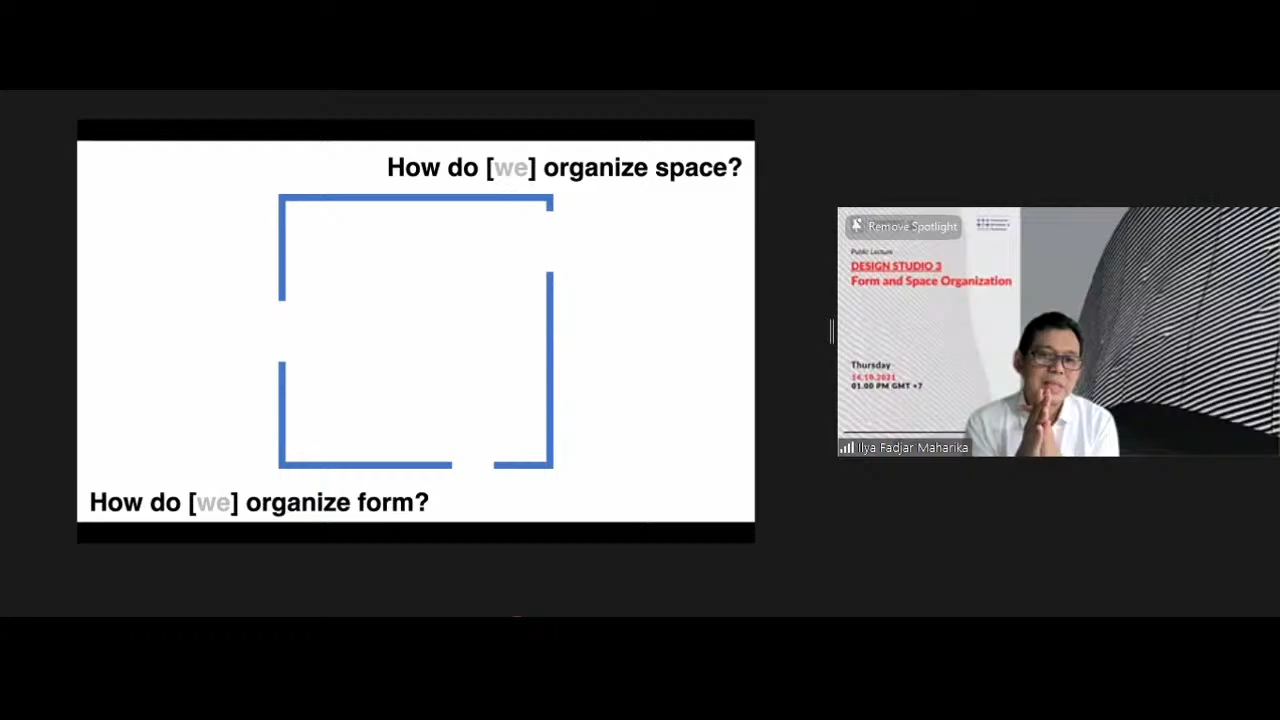 How do [we] organize space?
How do [we] organize form?
Remove Spotlight
Public Lecture
DESIGN STUDIO 3
Form and Space Organization
Thursday
14.10.2021
01.00 PM GMT +7
Ilya Fadjar Maharika